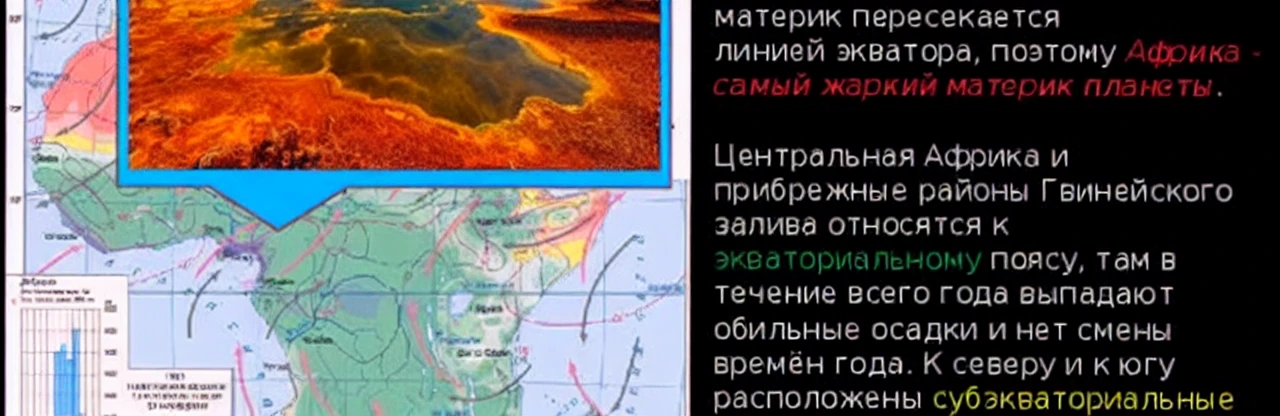 материк пересекается
линией экватора, поэтому Африка -
самый жаркий материк планеты.
Центральная Африка и
прибрежные районы Гвинейского
залива относятся к
экваториальному поясу, там в
течение всего года выпадают
обильные осадки и нет смены
времён года. К северу и к югу
расположены субэкваториальные